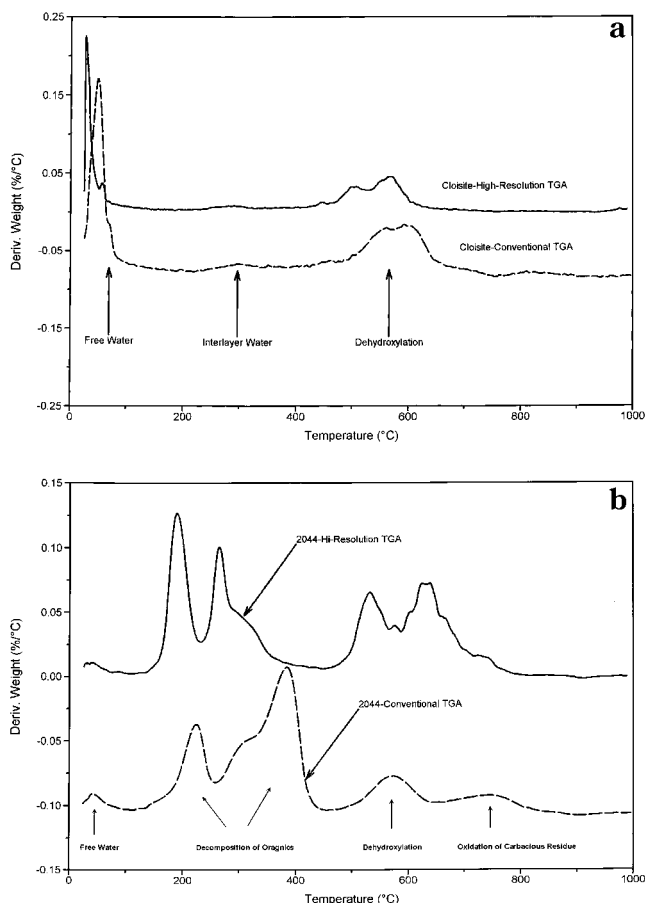 a
0.25
0.15
0.05
-0.05
-0.15
-0.25
Deriv. Weight (%/°C)
Cloisite-High-Resolution TGA
Cloisite-Conventional TGA
Free Water
Interlayer Water
Dehydroxylation
0
200
400
600
800
1000
Temperature (°C)
b
0.15
0.10
0.05
0.00
-0.05
-0.10
-0.15
Deriv. Weight (%/°C)
2044-Hi-Resolution TGA
2044-Conventional TGA
Free Water
Decomposition of Oragnics
Dehydroxylation
Oxidation of Carbacious Residue
0
200
400
600
800
1000
Temperature (°C)